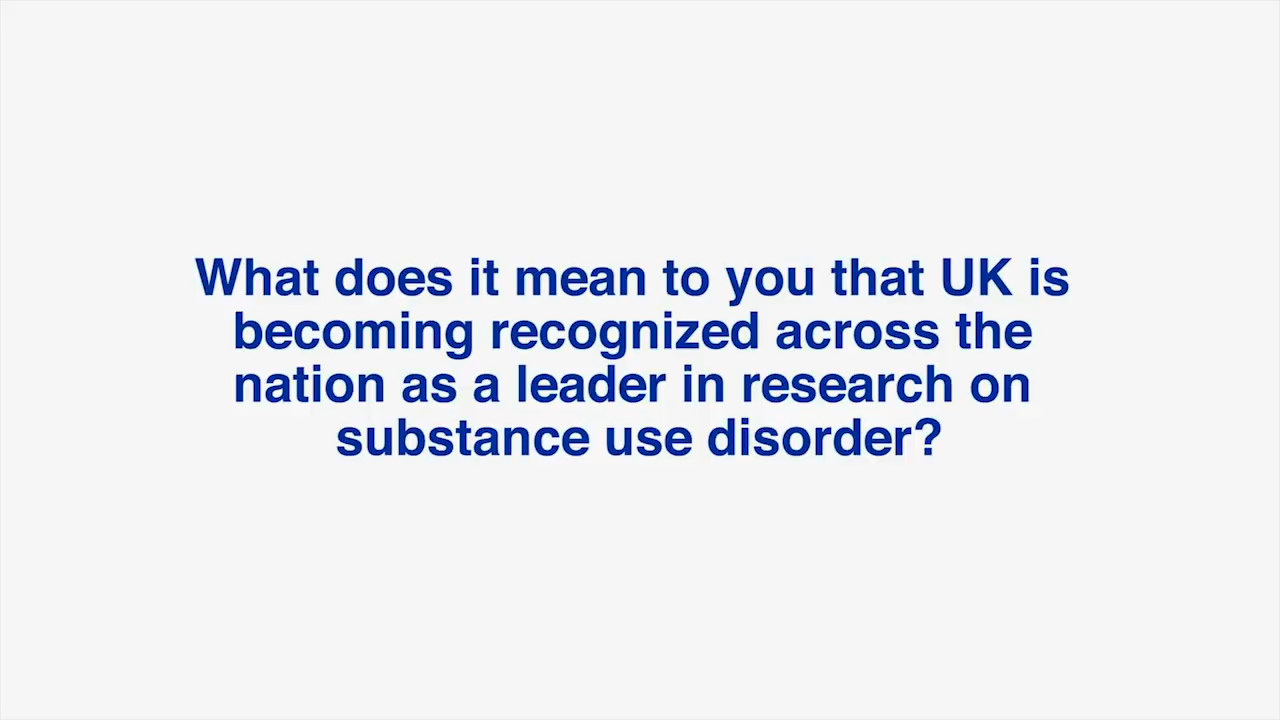 What does it mean to you that UK is
becoming recognized across the
nation as a leader in research on
substance use disorder?